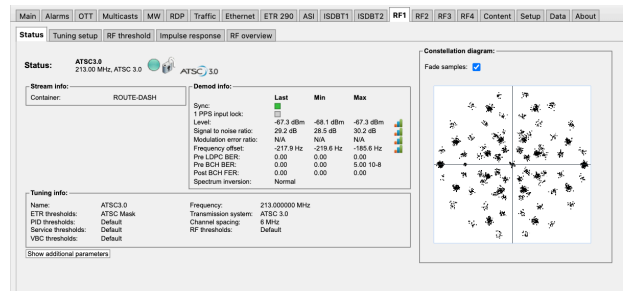 Main Alarms OTT Multicasts MW RDP Traffic Ethernet ETR 290 ASI ISDBT1 ISDBT2 RF1 RF2 RF3 RF4 Content Setup Data About
Status Tuning setup RF threshold Impulse response RF overview
Status: ATSC3.0
213.00 MHz, ATSC 3.0 ATSC 3.0
Stream info:
Container: ROUTE-DASH
Demod info:
Last Min Max
Sync:
1 PPS input lock:
Level: -67.3 dBm -68.1 dBm -67.3 dBm
Signal to noise ratio: 29.2 dB 28.5 dB 30.2 dB
Modulation error ratio: N/A N/A N/A
Frequency offset: -217.9 Hz -219.6 Hz -185.6 Hz
Pre LDPC BER: 0.00 0.00 0.00
Pre BCH BER: 0.00 0.00 5.00 10-8
Post BCH FER: 0.00 0.00 0.00
Spectrum inversion: Normal
Constellation diagram:
Fade samples:
Tuning info:
Name: ATSC3.0 Frequency: 213.000000 MHz
ETR thresholds: ATSC Mask Transmission system: ATSC 3.0
PID thresholds: Default Channel spacing: 6 MHz
Service thresholds: Default RF thresholds: Default
VBC thresholds: Default
Show additional parameters